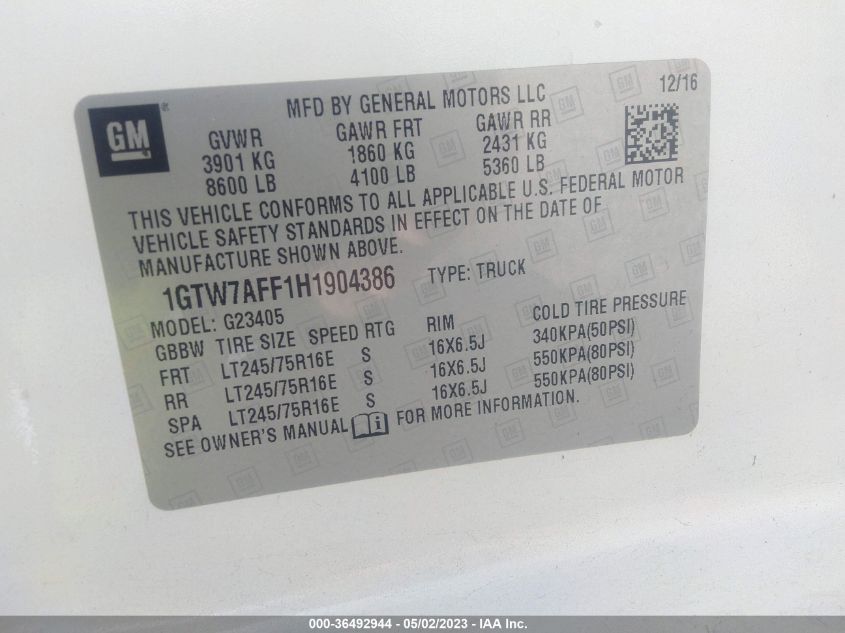 GM
MFD BY GENERAL MOTORS LLC
12/16
GVWR GAWR FRT GAWR RR
3901 KG 1860 KG 2431 KG
8600 LB 4100 LB 5360 LB
THIS VEHICLE CONFORMS TO ALL APPLICABLE U.S. FEDERAL MOTOR
VEHICLE SAFETY STANDARDS IN EFFECT ON THE DATE OF
MANUFACTURE SHOWN ABOVE.
1GTW7AFF1H1904386 TYPE: TRUCK
MODEL: G23405
GBBW TIRE SIZE SPEED RTG RIM COLD TIRE PRESSURE
FRT LT245/75R16E S 16X6.5J 340KPA(50PSI)
RR LT245/75R16E S 16X6.5J 550KPA(80PSI)
SPA LT245/75R16E S 16X6.5J 550KPA(80PSI)
SEE OWNER'S MANUAL FOR MORE INFORMATION.
000-36492944 - 05/02/2023 - IAA Inc.